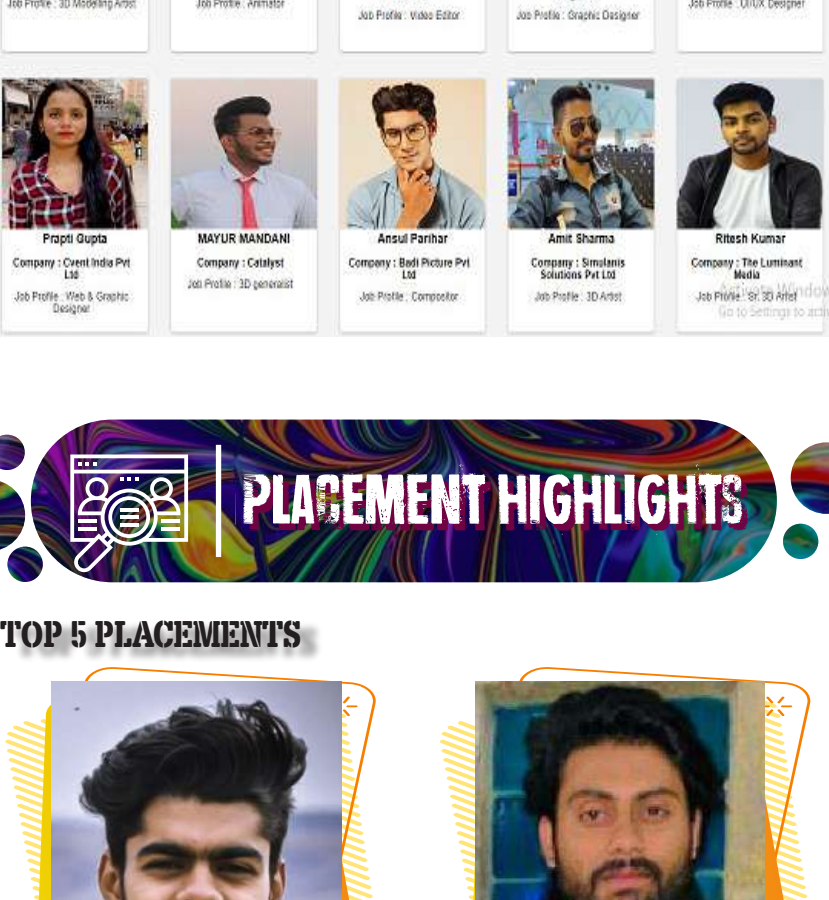 Job Profile : 3D Modelling Artist
Job Profile : Animator
Job Profile : Video Editor
Job Profile : Graphic Designer
Job Profile : UI/UX Designer
Prapti Gupta
Company : Cvent India Pvt
Ltd
Job Profile : Web & Graphic
Designer
MAYUR MANDANI
Company : Catalyst
Job Profile : 3D generalist
Ansul Parihar
Company : Badi Picture Pvt
Ltd
Job Profile : Compositor
Amit Sharma
Company : Simulanis
Solutions Pvt Ltd
Job Profile : 3D Artist
Ritesh Kumar
Company : The Luminant
Media
Job Profile : Sr. 3D Artist
Activate Window
Go to Settings to acti
PLACEMENT HIGHLIGHTS
TOP 5 PLACEMENTS